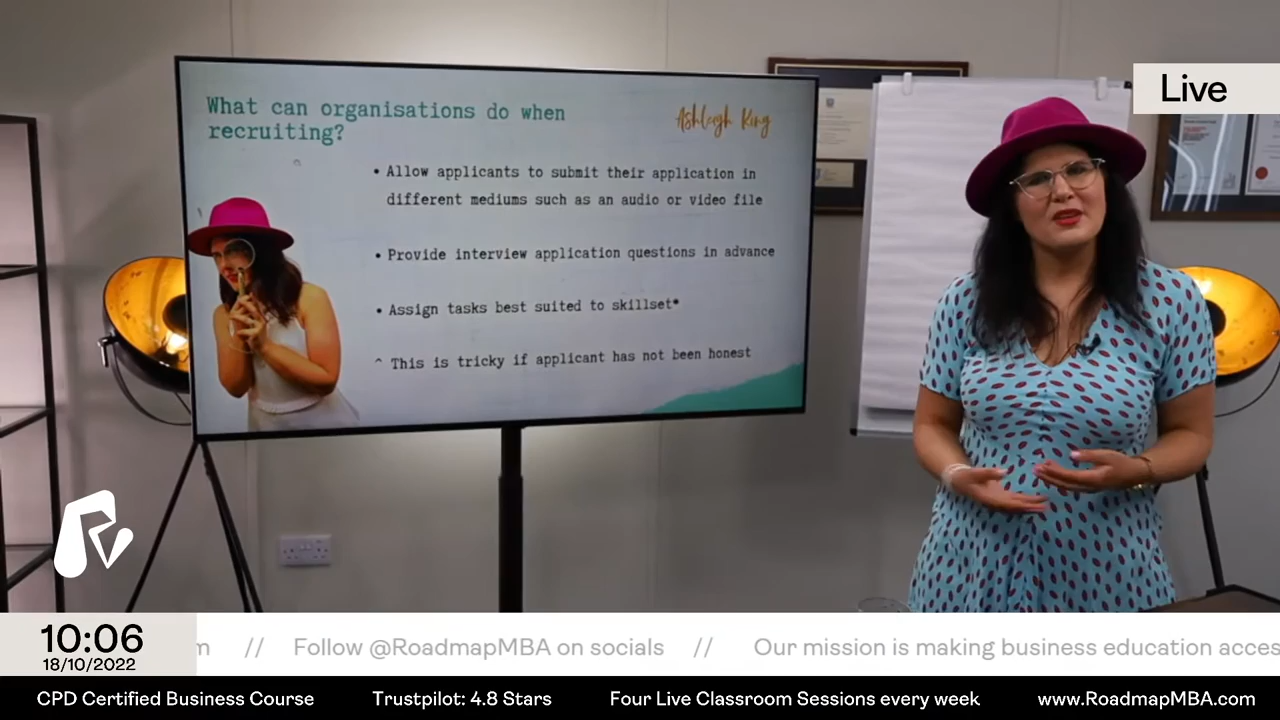 What can organisations do when
recruiting?
Ashleigh King
• Allow applicants to submit their application in
different mediums such as an audio or video file
• Provide interview application questions in advance
• Assign tasks best suited to skillset*
^ This is tricky if applicant has not been honest
Live
10:06
18/10/2022
m // Follow @RoadmapMBA on socials // Our mission is making business education acces
CPD Certified Business Course Trustpilot: 4.8 Stars Four Live Classroom Sessions every week www.RoadmapMBA.com